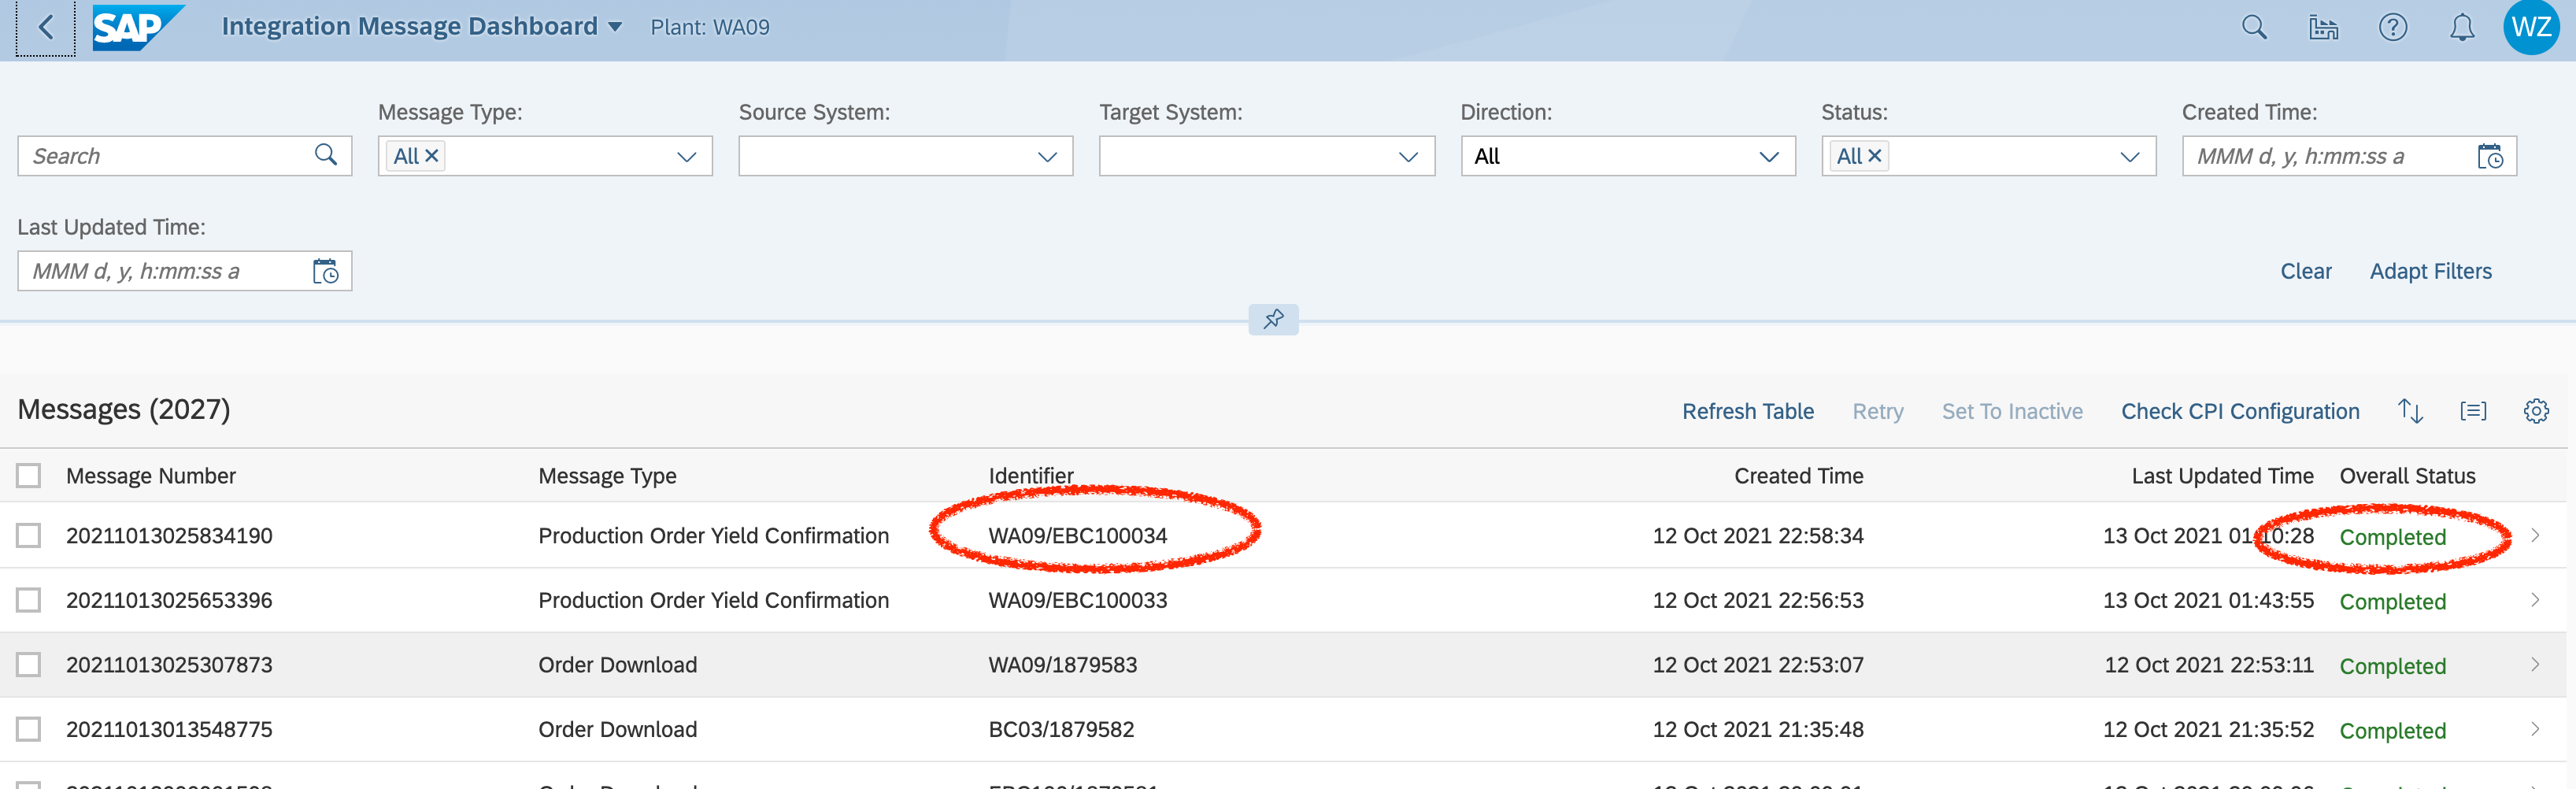 SAP Integration Message Dashboard Plant: WA09 WZ
Message Type: Source System: Target System: Direction: Status: Created Time:
Search All All All MMM d, y, h:mm:ss a
Last Updated Time:
MMM d, y, h:mm:ss a Clear Adapt Filters
Messages (2027) Refresh Table Retry Set To Inactive Check CPI Configuration
Message Number Message Type Identifier Created Time Last Updated Time Overall Status
20211013025834190 Production Order Yield Confirmation WA09/EBC100034 12 Oct 2021 22:58:34 13 Oct 2021 01:10:28 Completed
20211013025653396 Production Order Yield Confirmation WA09/EBC100033 12 Oct 2021 22:56:53 13 Oct 2021 01:43:55 Completed
20211013025307873 Order Download WA09/1879583 12 Oct 2021 22:53:07 12 Oct 2021 22:53:11 Completed
20211013013548775 Order Download BC03/1879582 12 Oct 2021 21:35:48 12 Oct 2021 21:35:52 Completed